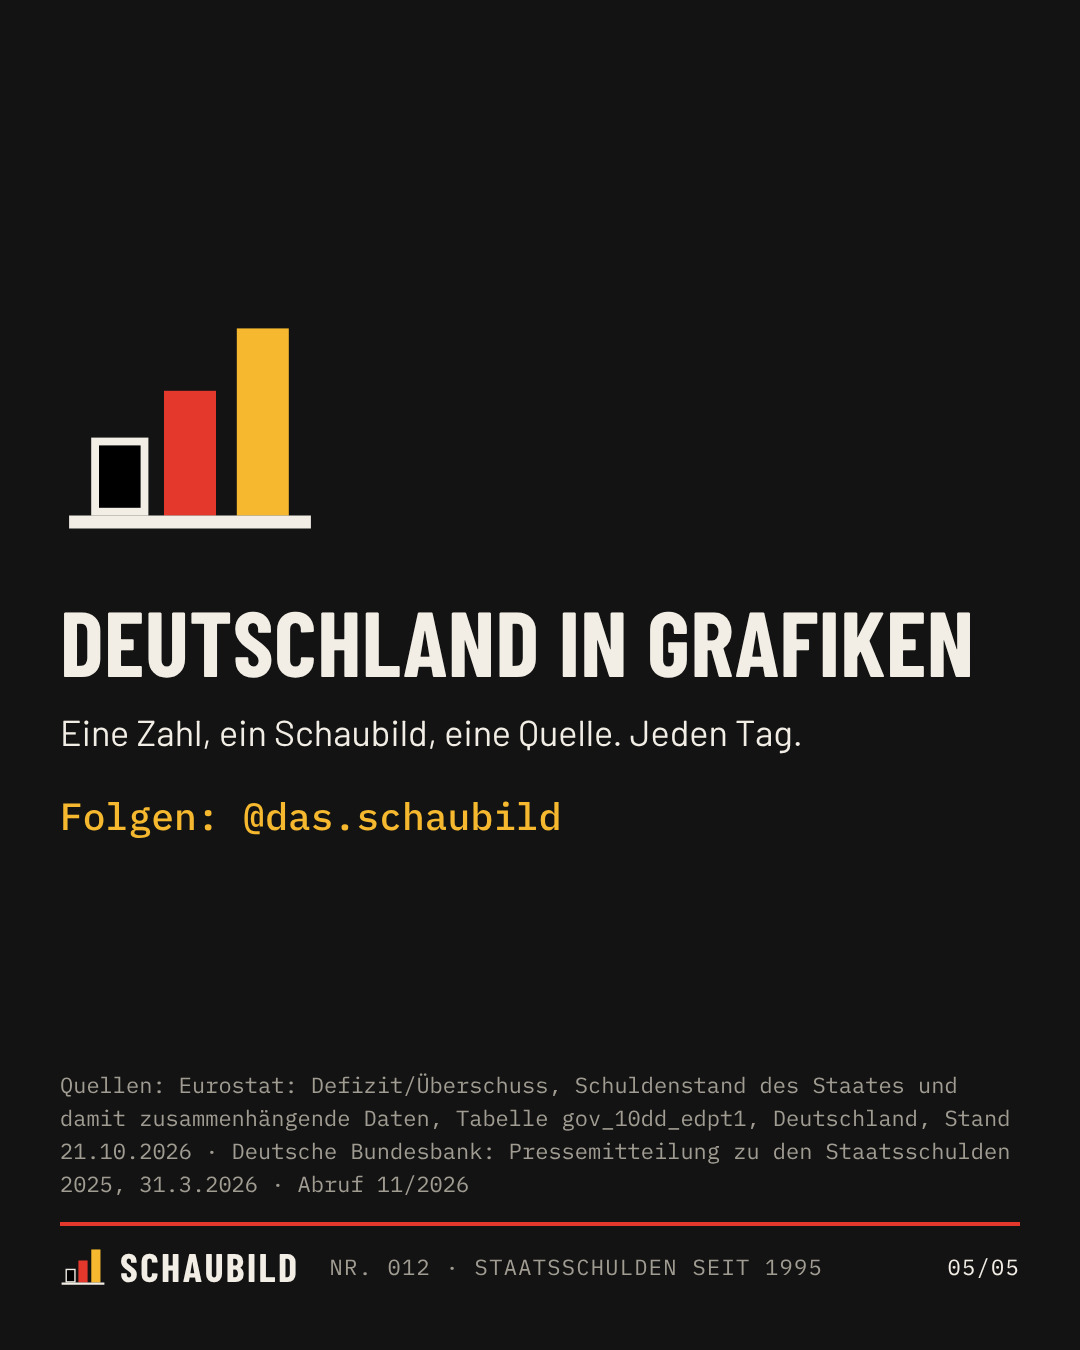 DEUTSCHLAND IN GRAFIKEN
Eine Zahl, ein Schaubild, eine Quelle. Jeden Tag.
Folgen: @das.schaubild
Quellen: Eurostat: Defizit/Überschuss, Schuldenstand des Staates und
damit zusammenhängende Daten, Tabelle gov_10dd_edpt1, Deutschland, Stand
21.10.2026 · Deutsche Bundesbank: Pressemitteilung zu den Staatsschulden
2025, 31.3.2026 · Abruf 11/2026
SCHAUBILD NR. 012 · STAATSSCHULDEN SEIT 1995 05/05